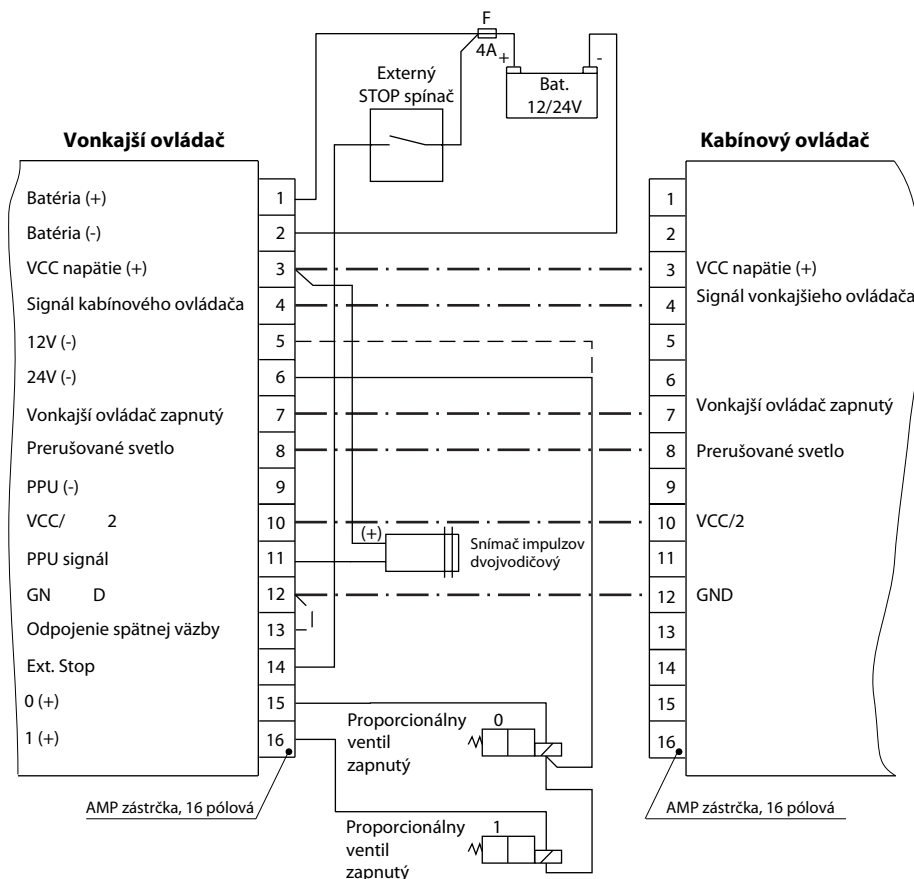 F
4A
+
-
Bat.
12/24V
Externý
STOP spínač
Vonkajší ovládač
Kabínový ovládač
Batéria (+)
1
Batéria (-)
2
VCC napätie (+)
3
Signál kabínového ovládača
4
12V (-)
5
24V (-)
6
Vonkajší ovládač zapnutý
7
Prerušované svetlo
8
PPU (-)
9
VCC/ 2
10
PPU signál
11
GN D
12
Odpojenie spätnej väzby
13
Ext. Stop
14
0 (+)
15
1 (+)
16
AMP zástrčka, 16 pólová
(+)
Snímač impulzov
dvojvodičový
Proporcionálny
ventil
zapnutý
0
Proporcionálny
ventil
zapnutý
1
1
2
3
VCC napätie (+)
4
Signál vonkajšieho ovládača
5
6
7
Vonkajší ovládač zapnutý
8
Prerušované svetlo
9
10
VCC/2
11
12
GND
13
14
15
16
AMP zástrčka, 16 pólová